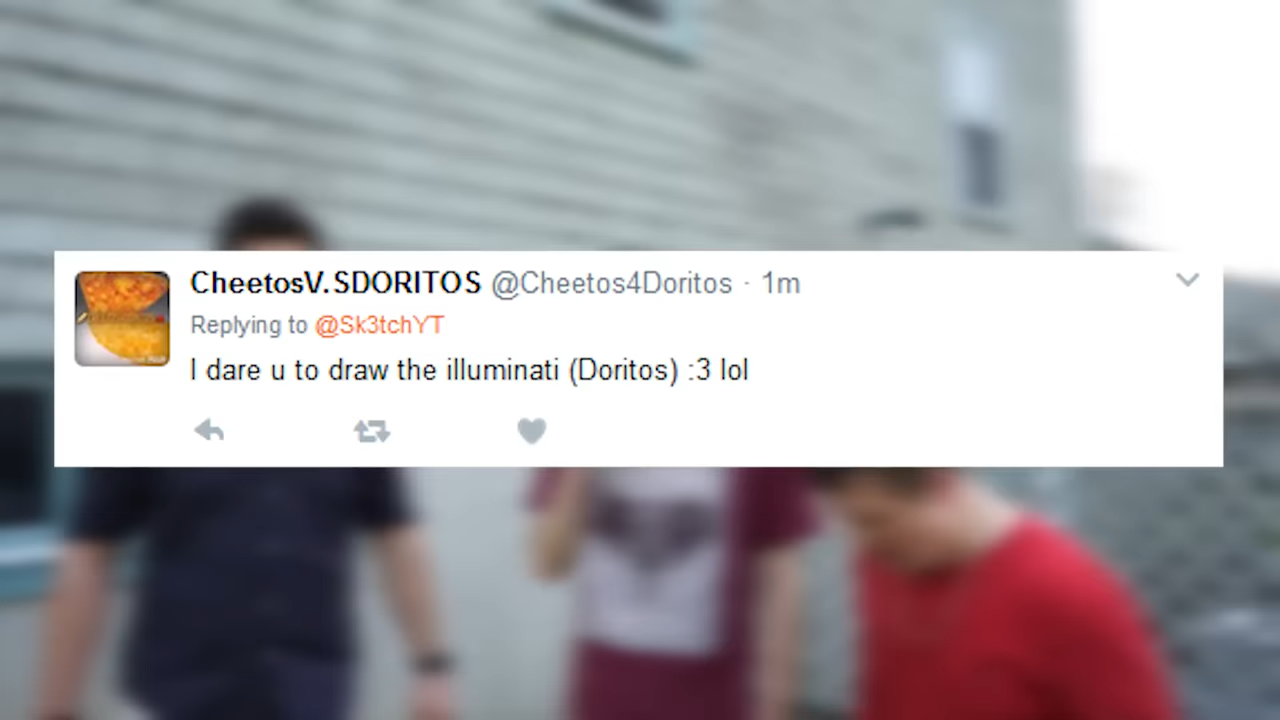 CheetosV.SDORITOS @Cheetos4Doritos · 1m
Replying to @Sk3tchYT
I dare u to draw the illuminati (Doritos) :3 lol